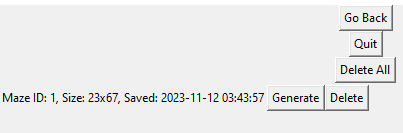 Go Back
Quit
Delete All
Maze ID: 1, Size: 23x67, Saved: 2023-11-12 03:43:57 Generate Delete